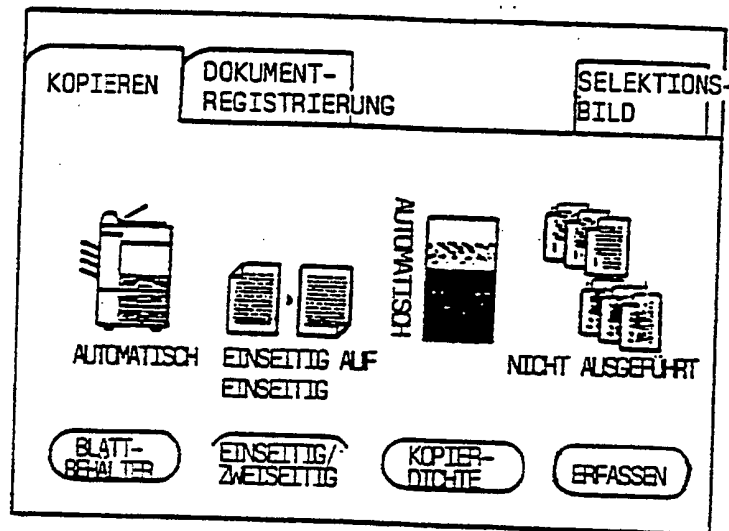 KOPIEREN
DOKUMENT-
REGISTRIERUNG
SELEKTIONS-
BILD
AUTOMATISCH
EINSEITIG AUF
EINSEITIG
AUTOMATISCH
NICHT AUSGEFÜHRT
BLATT-
BEHÄLTER
EINSEITIG/
ZWEISEITIG
KOPIER-
DICHTE
ERFASSEN